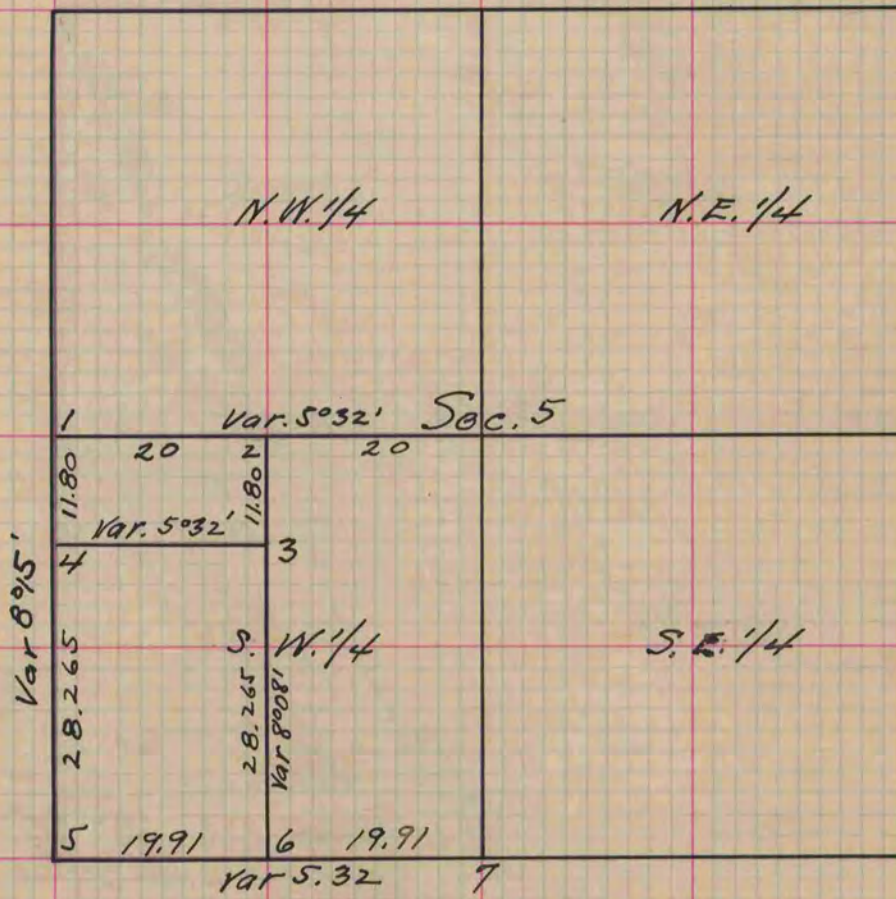 N.W. 1/4
N.E. 1/4
1
Var. 5°32'
Sec. 5
20
2
20
11.80
11.80
Var. 5°32'
4
3
Var 8°15'
S. W. 1/4
S. E. 1/4
28.265
28.265
Var 8°08'
5
19.91
6
19.91
Var 5.32
7